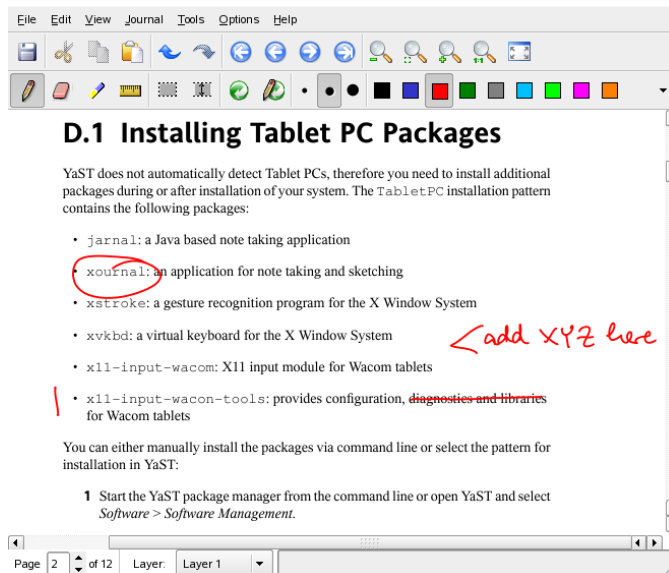 File Edit View Journal Tools Options Help
D.1 Installing Tablet PC Packages
YaST does not automatically detect Tablet PCs, therefore you need to install additional
packages during or after installation of your system. The TabletPC installation pattern
contains the following packages:
• jarnal: a Java based note taking application
• xournal: an application for note taking and sketching
• xstroke: a gesture recognition program for the X Window System
• xvkbd: a virtual keyboard for the X Window System
add XYZ here
• x11-input-wacom: X11 input module for Wacom tablets
• x11-input-wacon-tools: provides configuration, diagnostics and libraries
for Wacom tablets
You can either manually install the packages via command line or select the pattern for
installation in YaST:
1 Start the YaST package manager from the command line or open YaST and select
Software > Software Management.
Page 2 of 12 Layer: Layer 1